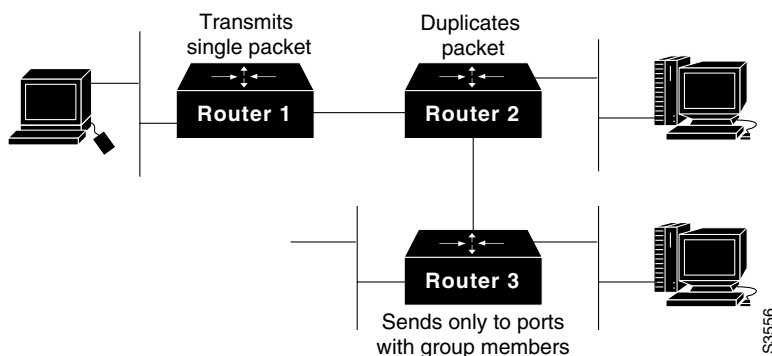 Transmits
single packet
Duplicates
packet
Router 1
Router 2
Router 3
Sends only to ports
with group members
S3556